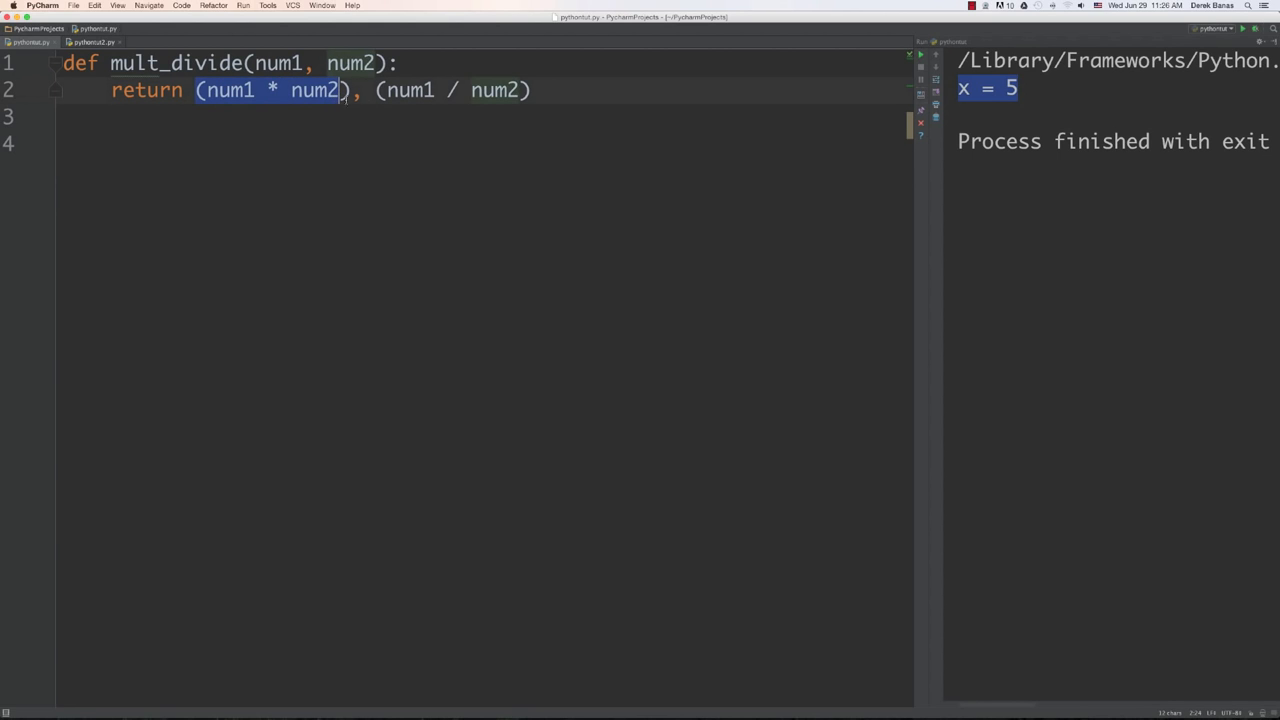 PyCharm File Edit View Navigate Code Refactor Run Tools VCS Window Help
10 Wed Jun 29 11:26 AM Derek Banas
pythontut.py - PycharmProjects - [~/PycharmProjects]
PycharmProjects pythontut.py
pythontut
pythontut.py pythontut2.py
Run pythontut
1 def mult_divide(num1, num2):
2 return (num1 * num2), (num1 / num2)
3
4
/Library/Frameworks/Python.
x = 5
Process finished with exit
12 chars 2:24 LF≠ UTF-8≠